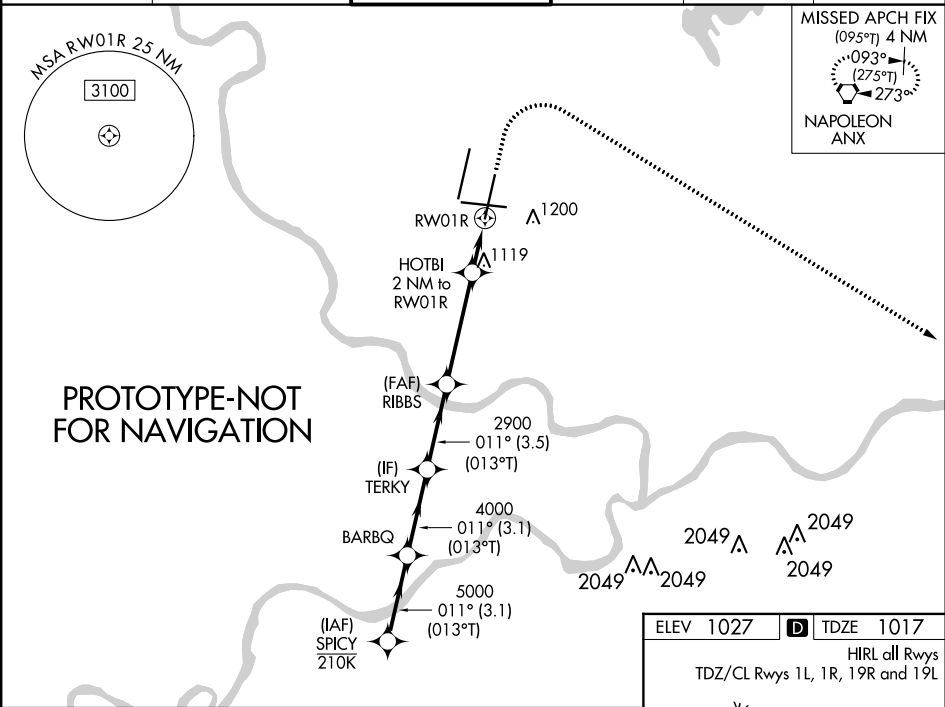 MSA RW01R 25 NM
3100
MISSED APCH FIX
(095°T) 4 NM
093°
(275°T)
273°
NAPOLEON
ANX
RW01R
1200
1119
HOTBI
2 NM to
RW01R
(FAF)
RIBBS
PROTOTYPE-NOT
FOR NAVIGATION
2900
011° (3.5)
(013°T)
(IF)
TERKY
4000
011° (3.1)
(013°T)
BARBQ
2049
2049
2049
2049
2049
5000
011° (3.1)
(013°T)
(IAF)
SPICY
210K
ELEV 1027 D TDZE 1017
HIRL all Rwys
TDZ/CL Rwys 1L, 1R, 19R and 19L